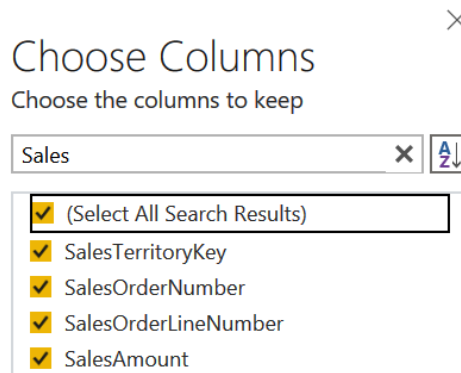 Choose Columns
Choose the columns to keep
Sales
A
Z
(Select All Search Results)
SalesTerritoryKey
SalesOrderNumber
SalesOrderLineNumber
SalesAmount